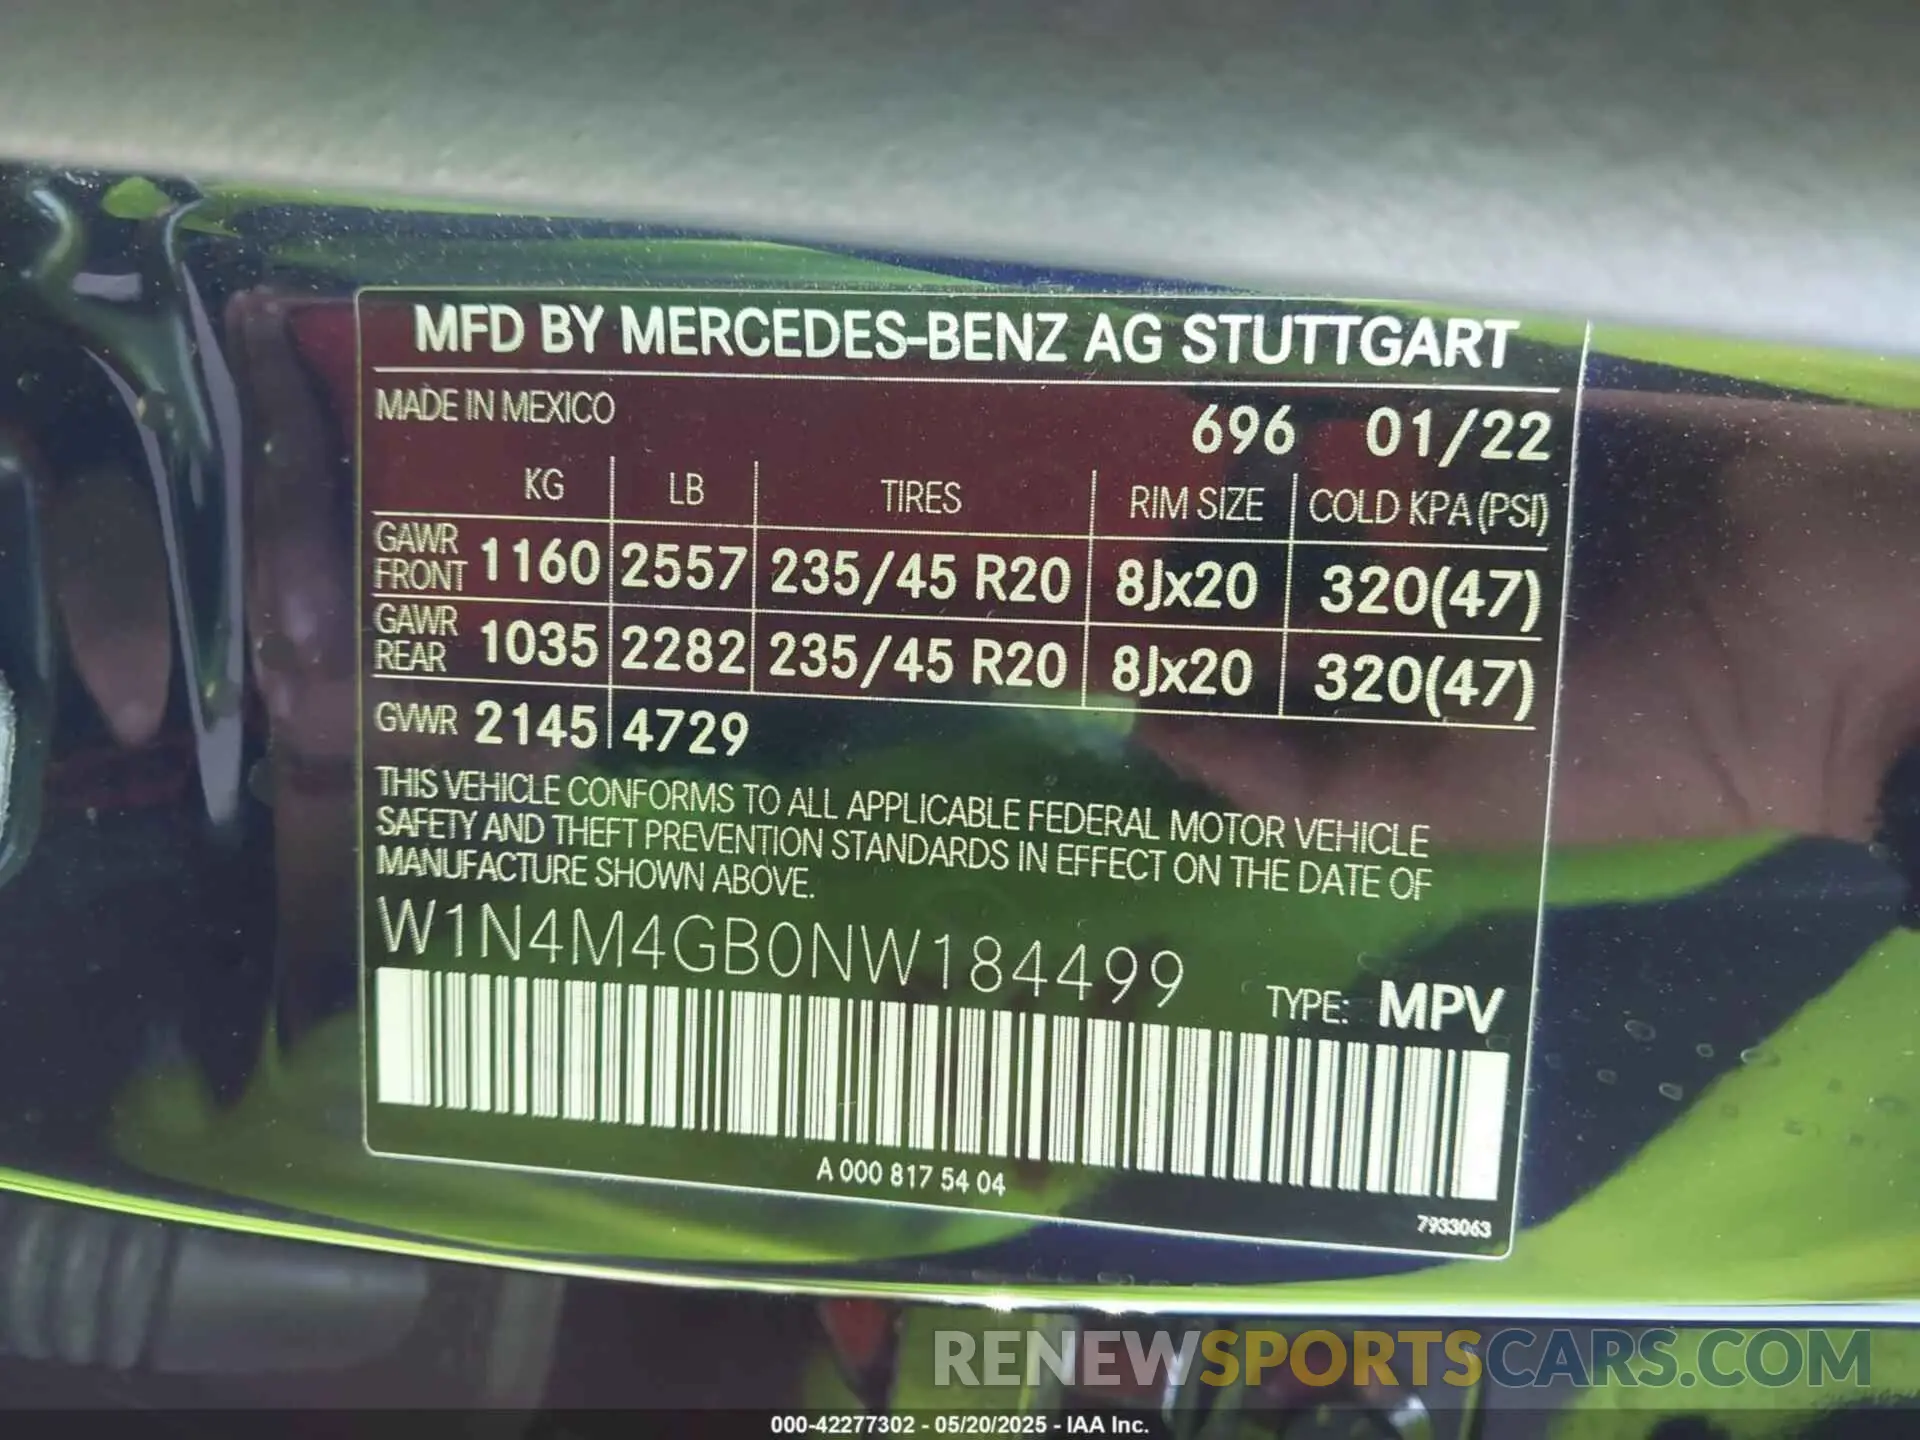 MFD BY MERCEDES-BENZ AG STUTTGART
MADE IN MEXICO 696 01/22
KG LB TIRES RIM SIZE COLD KPA (PSI)
GAWR FRONT 1160 2557 235/45 R20 8Jx20 320(47)
GAWR REAR 1035 2282 235/45 R20 8Jx20 320(47)
GVWR 2145 4729
THIS VEHICLE CONFORMS TO ALL APPLICABLE FEDERAL MOTOR VEHICLE
SAFETY AND THEFT PREVENTION STANDARDS IN EFFECT ON THE DATE OF
MANUFACTURE SHOWN ABOVE.
W1N4M4GB0NW184499
TYPE: MPV
A 000 817 54 04
7933063
RENEWSPORTSCARS.COM
000-42277302 - 05/20/2025 - IAA Inc.